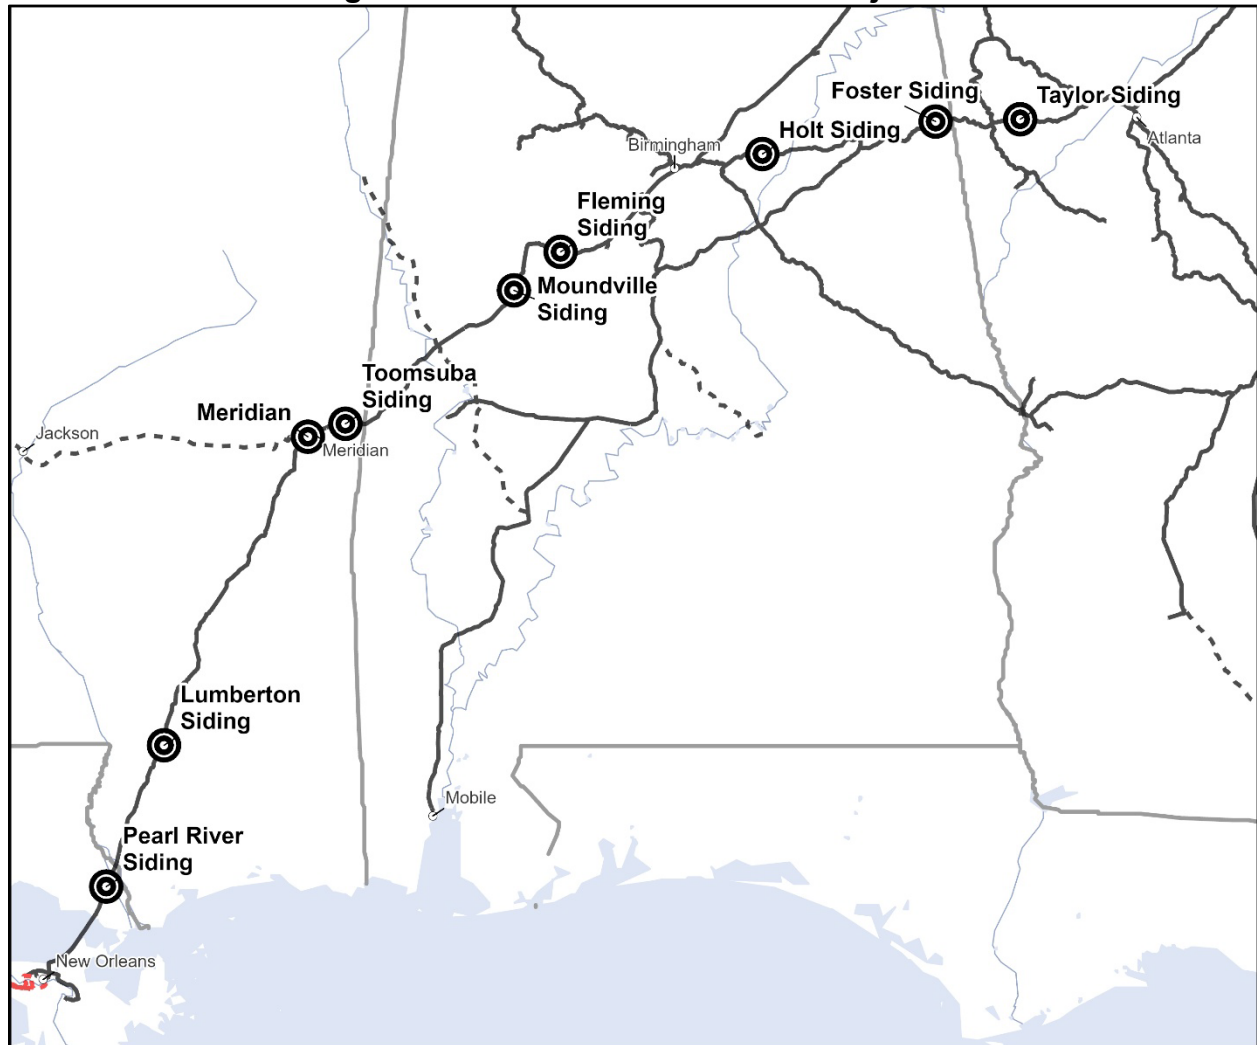 Foster Siding
Taylor Siding
Holt Siding
Birmingham
Atlanta
Fleming
Siding
Moundville
Siding
Toomsuba
Siding
Meridian
Meridian
Jackson
Lumberton
Siding
Mobile
Pearl River
Siding
New Orleans